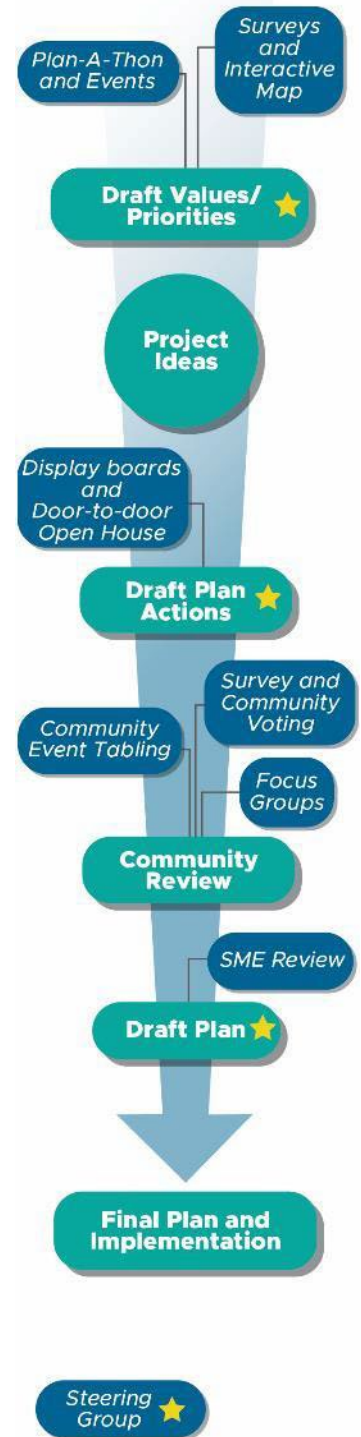 Surveys
and
Interactive
Map
Plan-A-Thon
and Events
Draft Values/
Priorities
Project
Ideas
Display boards
and
Door-to-door
Open House
Draft Plan
Actions
Survey and
Community
Voting
Community
Event Tabling
Focus
Groups
Community
Review
SME Review
Draft Plan
Final Plan and
Implementation
Steering
Group